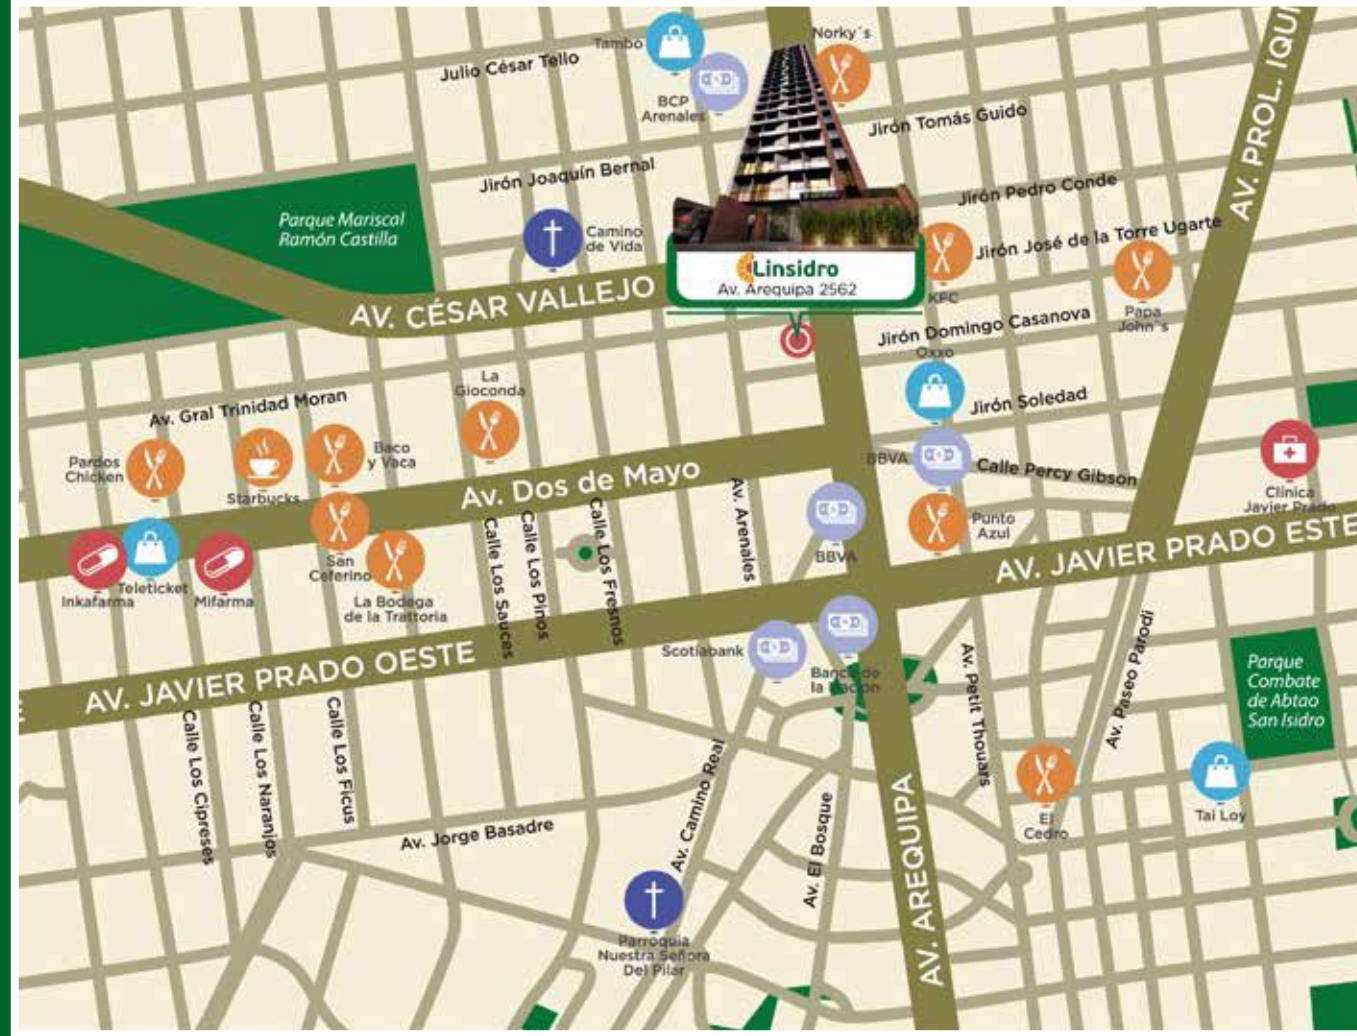 Norky´s
Tambo
Julio César Tello
BCP
Arenales
Jirón Tomás Guido
AV. PROL. IQUI
Jirón Joaquín Bernal
Jirón Pedro Conde
Parque Mariscal
Ramón Castilla
Camino
de Vida
Jirón José de la Torre Ugarte
Linsidro
Av. Arequipa 2562
KFC
AV. CÉSAR VALLEJO
Papa
John´s
Jirón Domingo Casanova
Oxxo
La
Gioconda
Av. Gral Trinidad Moran
Jirón Soledad
Pardos
Chicken
Starbucks
Baco
y Vaca
BBVA
Calle Percy Gibson
Av. Dos de Mayo
Clínica
Javier Prado
Calle Los Sauces
Calle Los Pinos
Calle Los Fresnos
Av. Arenales
BBVA
Punto
Azul
AV. JAVIER PRADO ESTE
Inkafarma
Teleticket
Mifarma
San
Ceferino
La Bodega
de la Trattoria
AV. JAVIER PRADO OESTE
E
Scotiabank
Banco de
la Nación
Av. Petit Thouars
Av. Paseo Parodi
Parque
Combate
de Abtao
San Isidro
Calle Los Cipreses
Calle Los Naranjos
Calle Los Ficus
Av. Camino Real
Av. El Bosque
AV. AREQUIPA
El
Cedro
Tai Loy
Av. Jorge Basadre
Parroquia
Nuestra Señora
Del Pilar